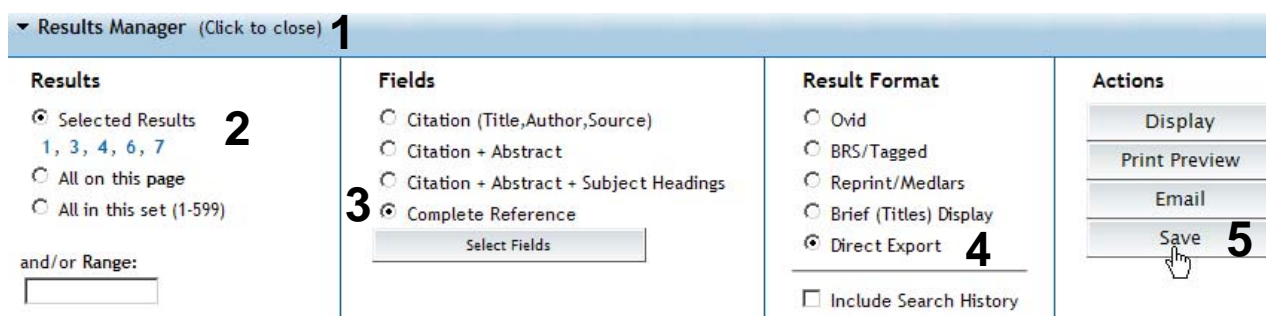 Results Manager (Click to close) 1
Results
Selected Results 2
1, 3, 4, 6, 7
All on this page
All in this set (1-599)
and/or Range:
Fields
Citation (Title,Author,Source)
Citation + Abstract
Citation + Abstract + Subject Headings
3 Complete Reference
Select Fields
Result Format
Ovid
BRS/Tagged
Reprint/Medlars
Brief (Titles) Display
Direct Export 4
Include Search History
Actions
Display
Print Preview
Email
Save 5